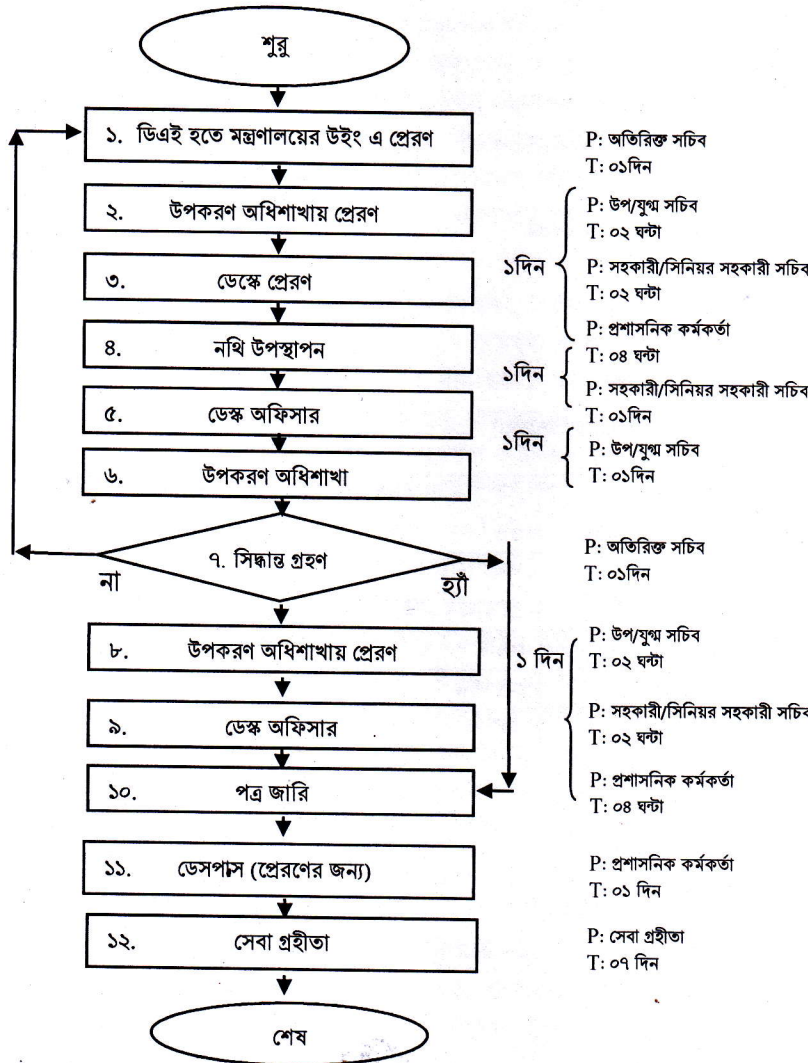 শুরু
১. ডিএই হতে মন্ত্রণালয়ের উইং এ প্রেরণ
P: অতিরিক্ত সচিব
T: ০১দিন
২. উপকরণ অধিশাখায় প্রেরণ
P: উপ/যুগ্ম সচিব
T: ০২ ঘন্টা
১দিন
৩. ডেস্কে প্রেরণ
P: সহকারী/সিনিয়র সহকারী সচিব
T: ০২ ঘন্টা
P: প্রশাসনিক কর্মকর্তা
৪. নথি উপস্থাপন
T: ০৪ ঘন্টা
১দিন
P: সহকারী/সিনিয়র সহকারী সচিব
৫. ডেস্ক অফিসার
T: ০১দিন
১দিন
P: উপ/যুগ্ম সচিব
৬. উপকরণ অধিশাখা
T: ০১দিন
৭. সিদ্ধান্ত গ্রহণ
P: অতিরিক্ত সচিব
না
হ্যাঁ
T: ০১দিন
৮. উপকরণ অধিশাখায় প্রেরণ
১ দিন
P: উপ/যুগ্ম সচিব
T: ০২ ঘন্টা
৯. ডেস্ক অফিসার
P: সহকারী/সিনিয়র সহকারী সচিব
T: ০২ ঘন্টা
১০. পত্র জারি
P: প্রশাসনিক কর্মকর্তা
T: ০৪ ঘন্টা
১১. ডেসপাস (প্রেরণের জন্য)
P: প্রশাসনিক কর্মকর্তা
T: ০১ দিন
১২. সেবা গ্রহীতা
P: সেবা গ্রহীতা
T: ০৭ দিন
শেষ